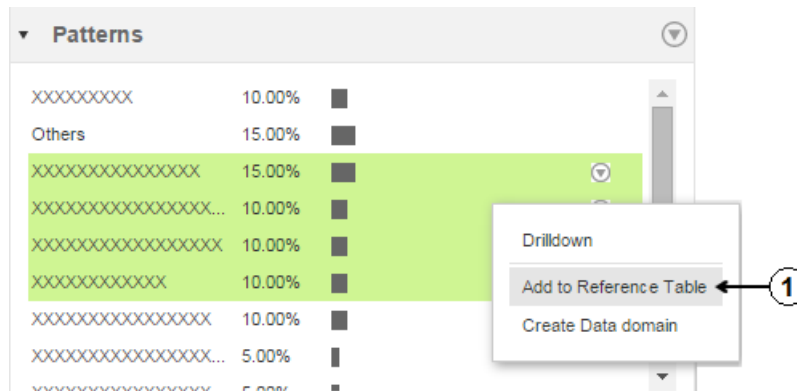 Patterns
XXXXXXXXX 10.00%
Others 15.00%
XXXXXXXXXXXXXXX 15.00%
XXXXXXXXXXXXXXXX... 10.00%
XXXXXXXXXXXXXXXXX 10.00%
XXXXXXXXXXXX 10.00%
XXXXXXXXXXXXXXXX 10.00%
XXXXXXXXXXXXXXXX... 5.00%
Drilldown
Add to Reference Table
1
Create Data domain